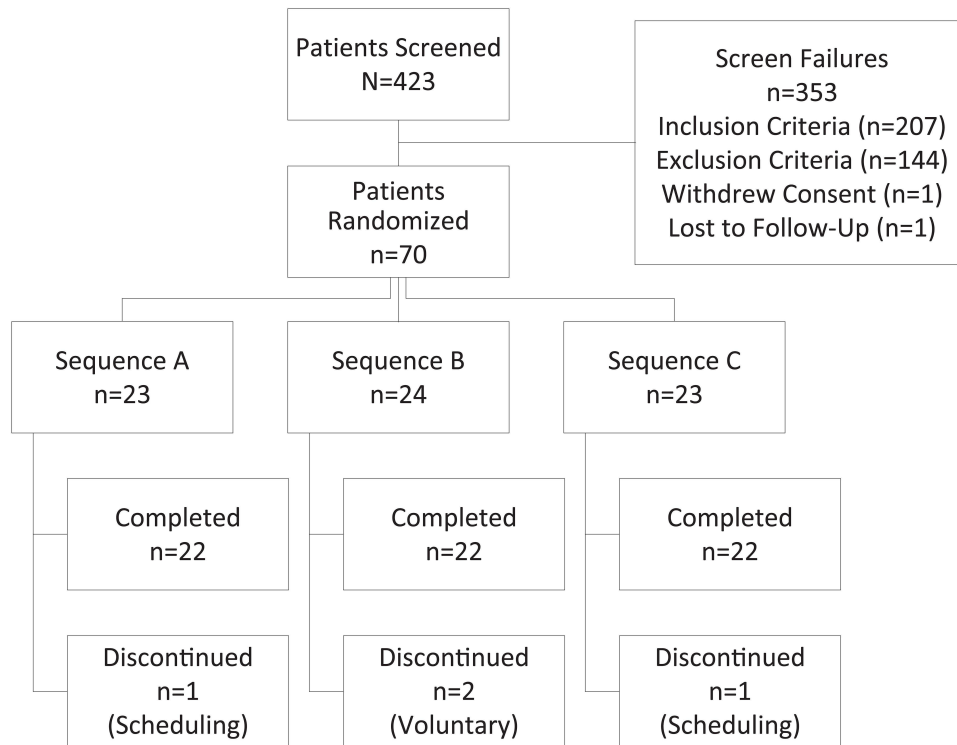 Patients Screened
N=423
Screen Failures
n=353
Inclusion Criteria (n=207)
Exclusion Criteria (n=144)
Withdrew Consent (n=1)
Lost to Follow-Up (n=1)
Patients
Randomized
n=70
Sequence A
n=23
Sequence B
n=24
Sequence C
n=23
Completed
n=22
Completed
n=22
Completed
n=22
Discontinued
n=1
(Scheduling)
Discontinued
n=2
(Voluntary)
Discontinued
n=1
(Scheduling)